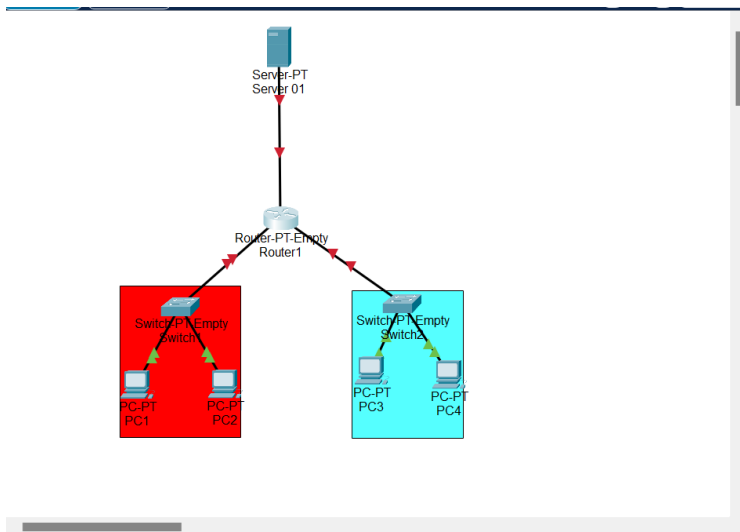 Server-PT
Server 01
Router-PT-Empty
Router1
Switch-PT-Empty
Switch1
Switch-PT-Empty
Switch2
PC-PT
PC1
PC-PT
PC2
PC-PT
PC3
PC-PT
PC4